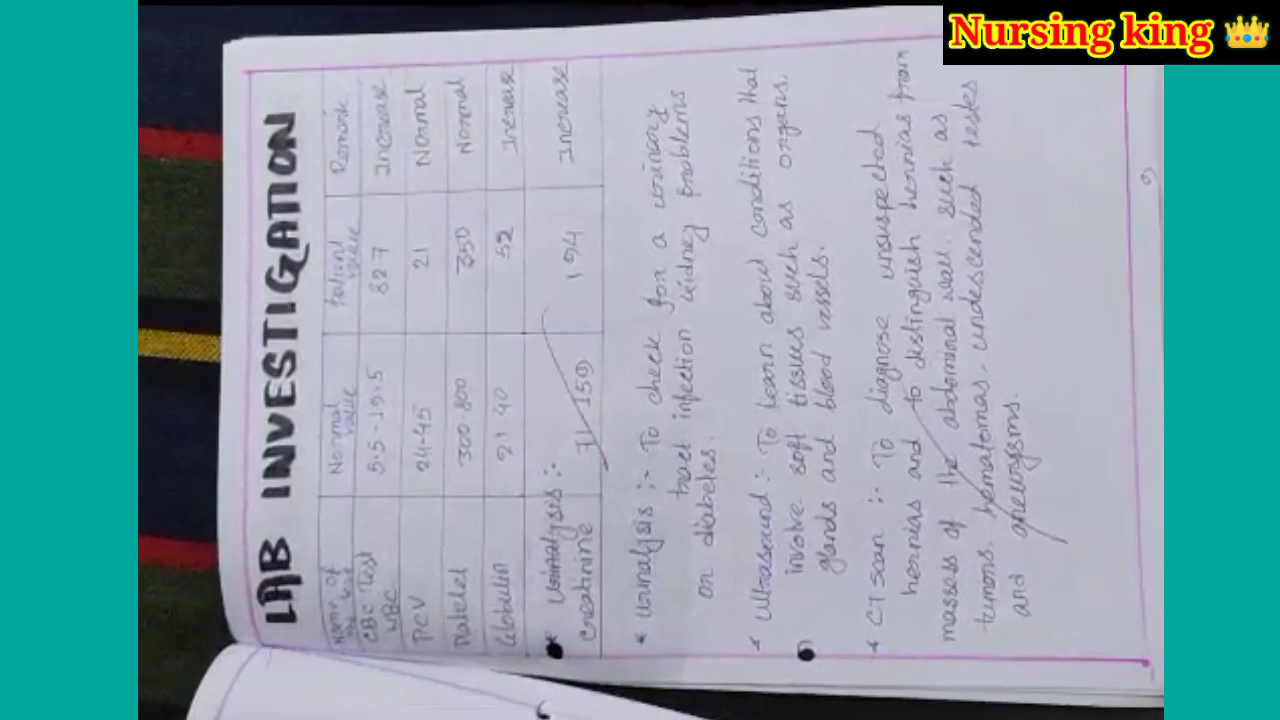 Nursing king 👑
LAB INVESTIGATION
Name of the test | Normal value | Patient value | Remark
CBC Test
WBC | 5.5-19.5 | 827 | Increase
PCV | 24-45 | 21 | Normal
Platelet | 300-800 | 350 | Normal
Globulin | 21 40 | 52 | Increase
Urinalysis :-
Creatinine | 71-159 | 194 | Increase
* Urinalysis :- To check for a urinary
tract infection kidney problems
or diabetes.
* Ultrasound :- To learn about conditions that
involve soft tissues such as organs,
glands and blood vessels.
* CT scan :- To diagnose unsuspected
hernias and to distinguish hernias from
masses of the abdominal wall, such as
tumors, hematomas, undescended testes
and aneurysms.
9